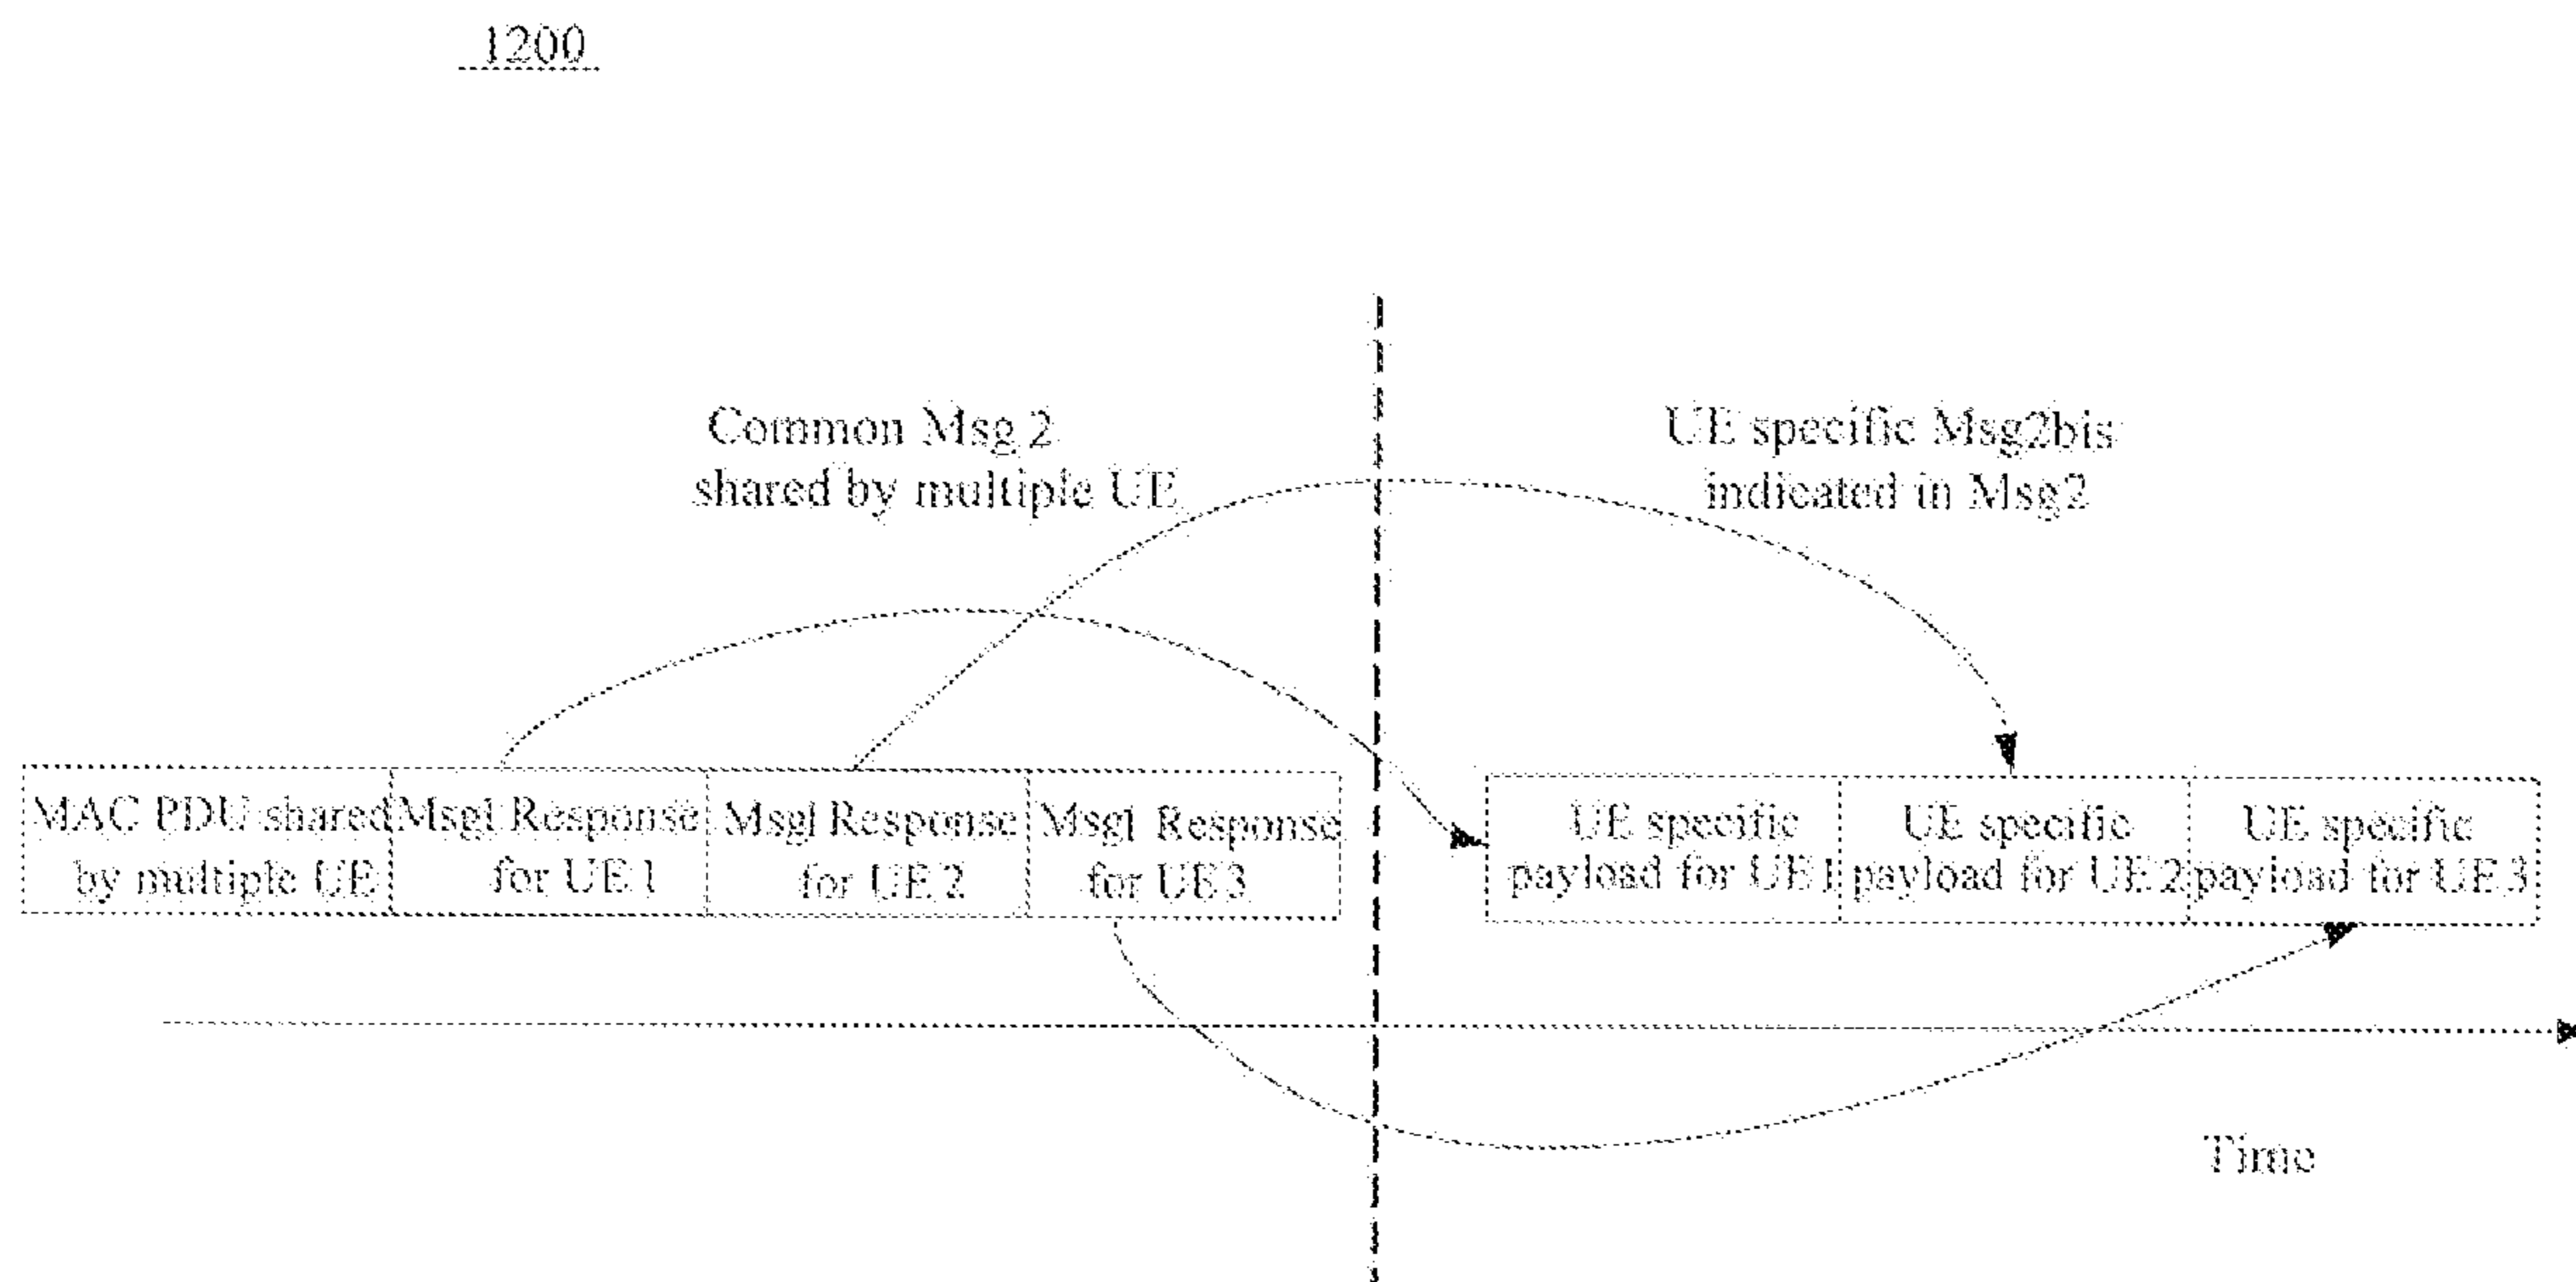 1200
Common Msg 2
shared by multiple UE
UE specific Msg2bis
indicated in Msg2
MAC PDU shared
by multiple UE
Msg1 Response
for UE 1
Msg1 Response
for UE 2
Msg1 Response
for UE 3
UE specific
payload for UE 1
UE specific
payload for UE 2
UE specific
payload for UE 3
Time